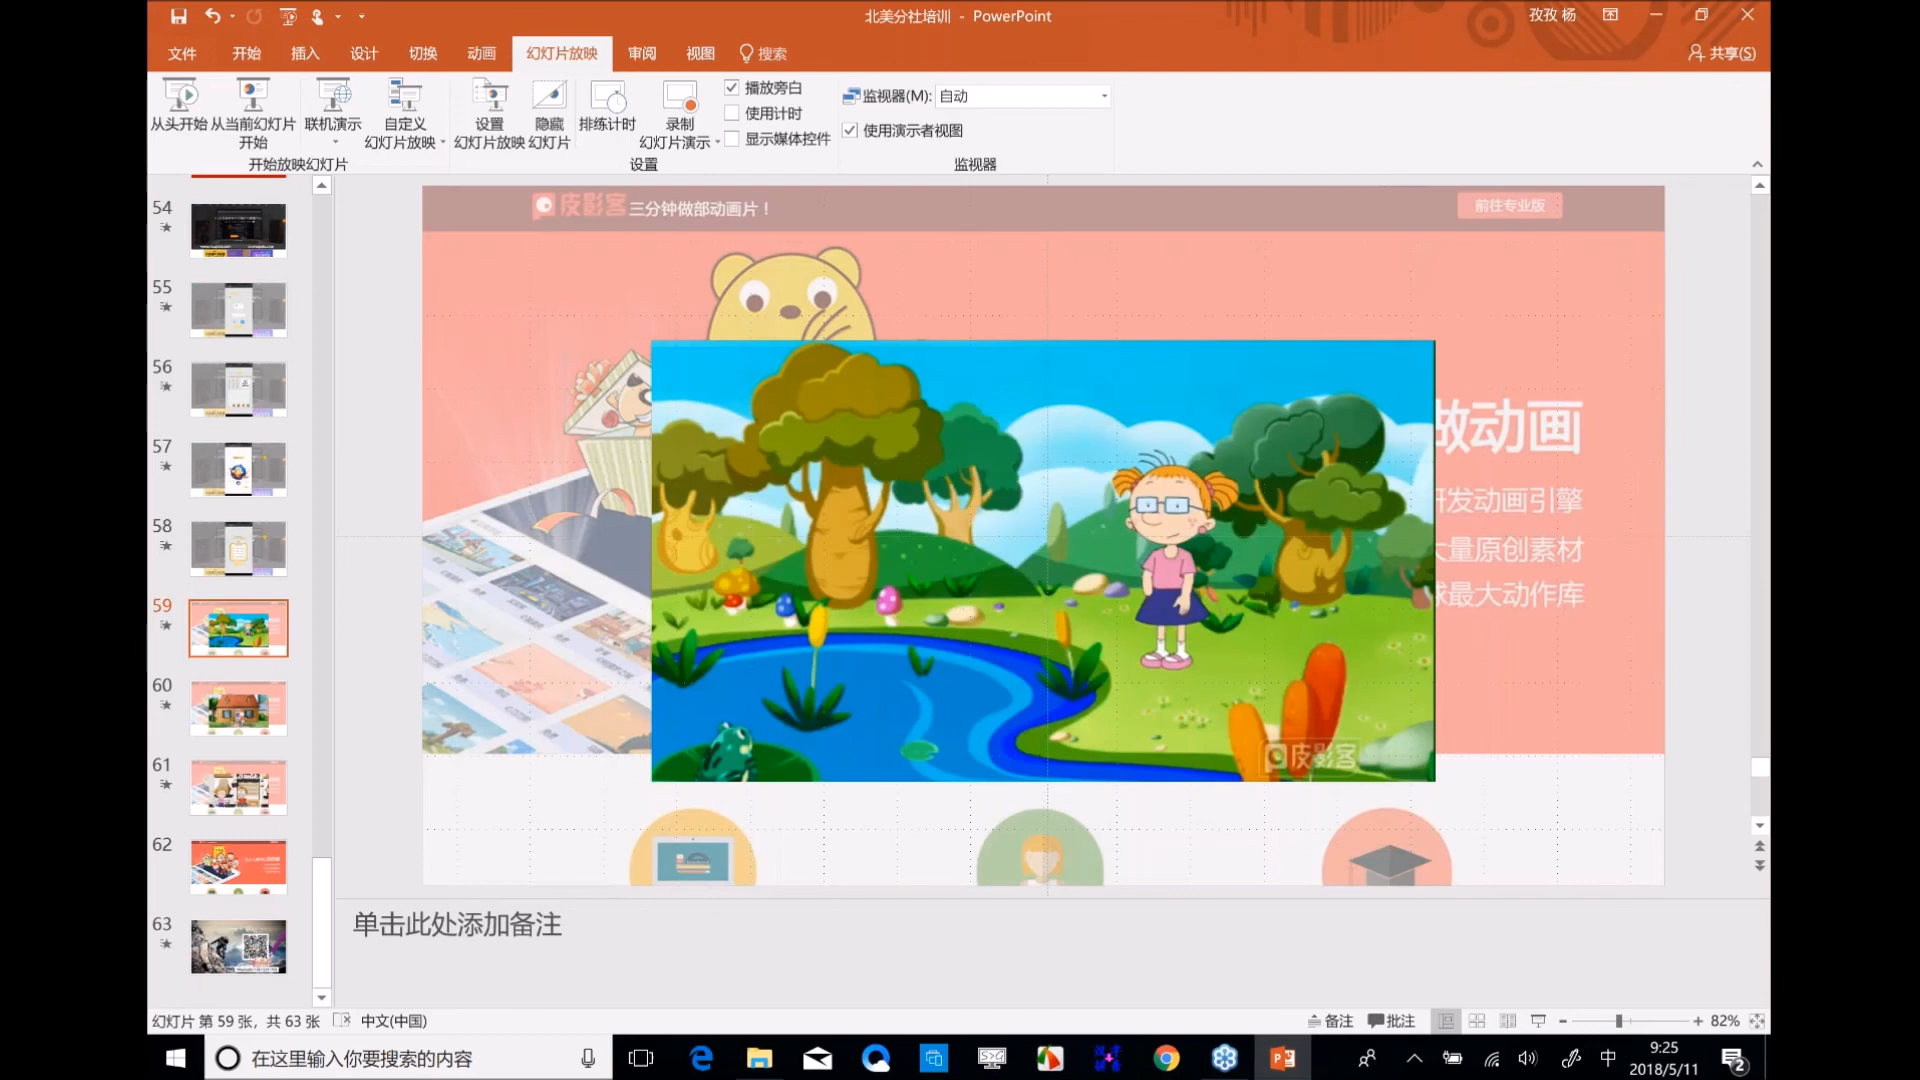 北美分社培训 - PowerPoint
孜孜 杨
文件 开始 插入 设计 切换 动画 幻灯片放映 审阅 视图 搜索
共享(S)
从头开始 从当前幻灯片开始 联机演示 自定义幻灯片放映 设置幻灯片放映 隐藏幻灯片 排练计时 录制幻灯片演示
播放旁白
使用计时
显示媒体控件
监视器(M): 自动
使用演示者视图
开始放映幻灯片 设置 监视器
54
55
56
57
58
59
60
61
62
63
皮影客 三分钟做部动画片！
前往专业版
做动画
研发动画引擎
大量原创素材
球最大动作库
皮影客
单击此处添加备注
幻灯片 第 59 张，共 63 张 中文(中国)
备注 批注 82%
在这里输入你要搜索的内容
中
9:25
2018/5/11
2